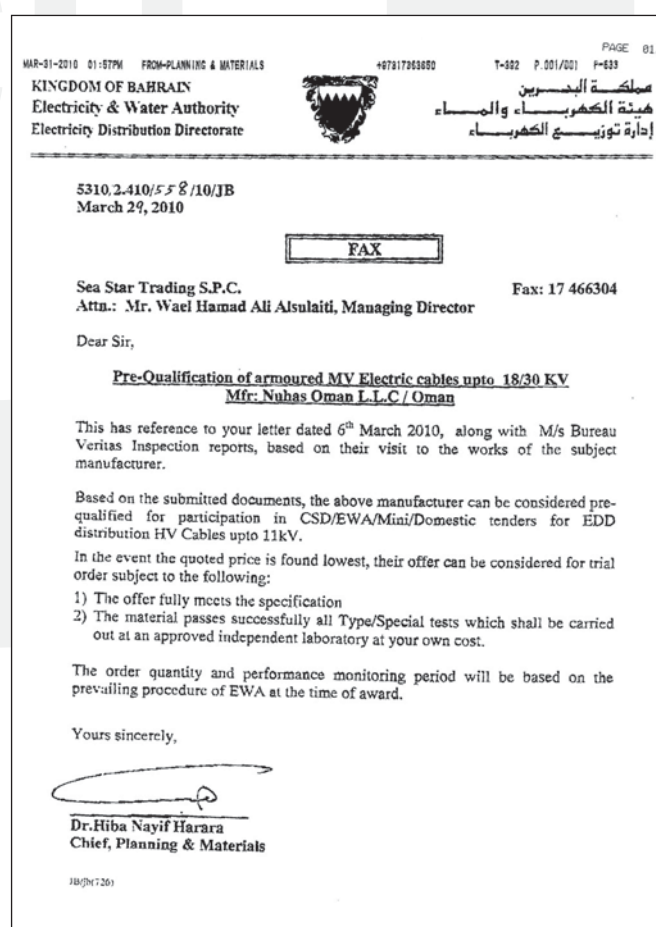 PAGE 01
MAR-31-2010 01:57PM FROM-PLANNING & MATERIALS +97317363650 T-392 P.001/001 F-633
KINGDOM OF BAHRAIN
Electricity & Water Authority
Electricity Distribution Directorate
مملكـــة البحـــرين
هيئة الكهربـــاء والمـــاء
إدارة توزيـــع الكهربـــاء
5310/2.410/558/10/JB
March 29, 2010
FAX
Sea Star Trading S.P.C. Fax: 17 466304
Attn.: Mr. Wael Hamad Ali Alsulaiti, Managing Director
Dear Sir,
Pre-Qualification of armoured MV Electric cables upto 18/30 KV
Mfr: Nuhas Oman L.L.C / Oman
This has reference to your letter dated 6th March 2010, along with M/s Bureau
Veritas Inspection reports, based on their visit to the works of the subject
manufacturer.
Based on the submitted documents, the above manufacturer can be considered pre-
qualified for participation in CSD/EWA/Mini/Domestic tenders for EDD
distribution HV Cables upto 11kV.
In the event the quoted price is found lowest, their offer can be considered for trial
order subject to the following:
1) The offer fully meets the specification
2) The material passes successfully all Type/Special tests which shall be carried
out at an approved independent laboratory at your own cost.
The order quantity and performance monitoring period will be based on the
prevailing procedure of EWA at the time of award.
Yours sincerely,
Dr.Hiba Nayif Harara
Chief, Planning & Materials
JB/jb(726)